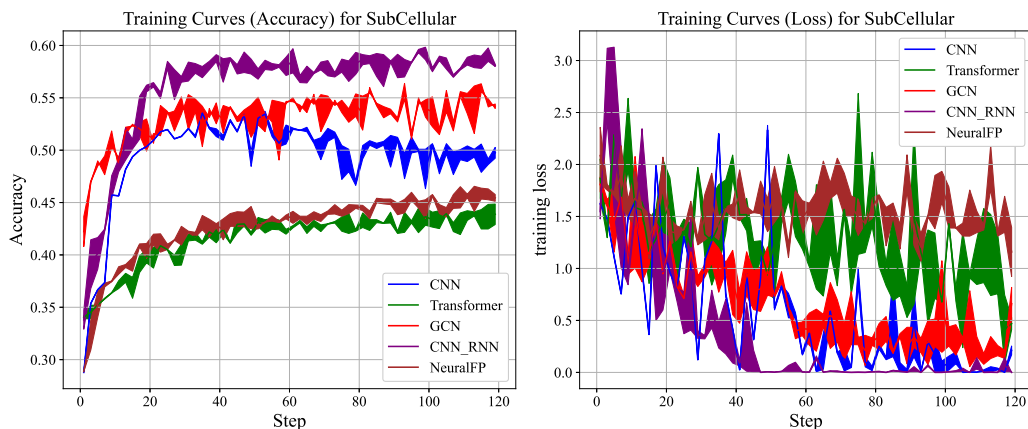 Training Curves (Accuracy) for SubCellular
0.60
0.55
0.50
0.45
0.40
0.35
0.30
Accuracy
0 20 40 60 80 100 120
Step
CNN
Transformer
GCN
CNN_RNN
NeuralFP
Training Curves (Loss) for SubCellular
3.0
2.5
2.0
1.5
1.0
0.5
0.0
training loss
0 20 40 60 80 100 120
Step
CNN
Transformer
GCN
CNN_RNN
NeuralFP